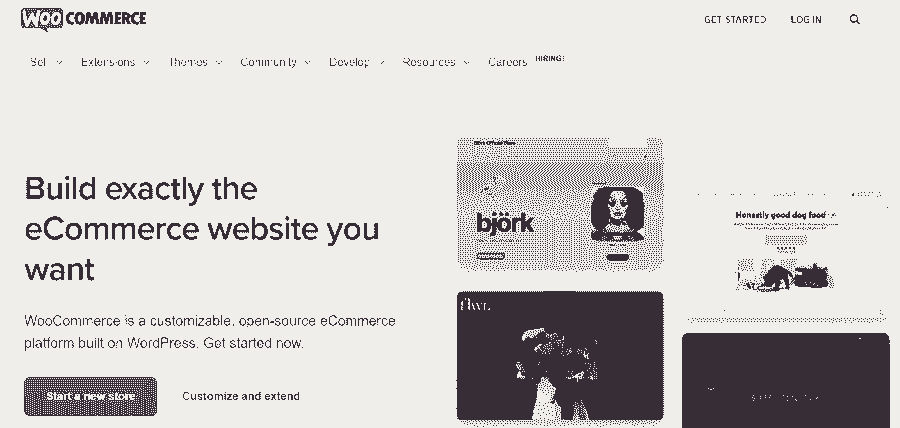 WOO COMMERCE
GET STARTED LOG IN
Sell Extensions Themes Community Develop Resources Careers HIRING!
Build exactly the
eCommerce website you
want
WooCommerce is a customizable, open-source eCommerce
platform built on WordPress. Get started now.
Start a new store Customize and extend
björk
Honestly good dog food